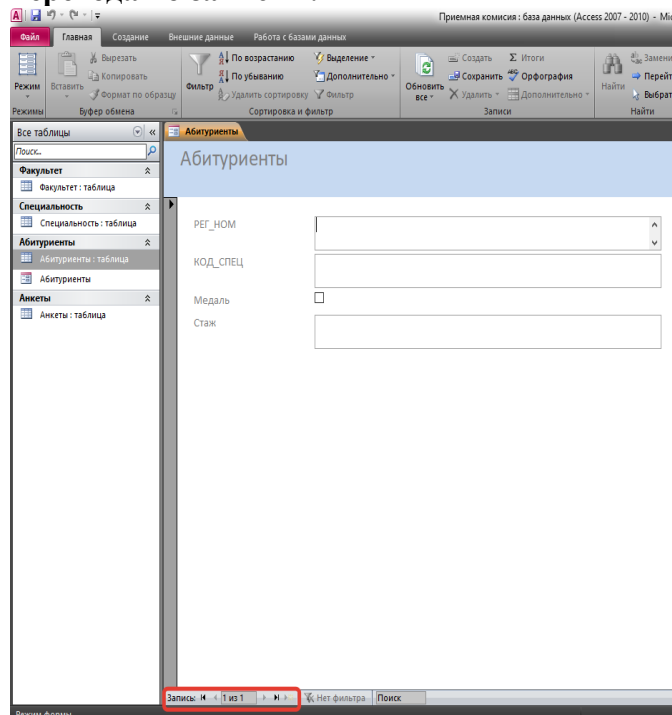 Приемная комисия : база данных (Access 2007 - 2010) - Mic
Файл Главная Создание Внешние данные Работа с базами данных
Режим
Режимы
Вставить
Вырезать
Копировать
Формат по образцу
Буфер обмена
Фильтр
По возрастанию
По убыванию
Удалить сортировку
Выделение
Дополнительно
Фильтр
Сортировка и фильтр
Обновить все
Создать
Сохранить
Удалить
Итоги
Орфография
Дополнительно
Записи
Найти
Замени
Перейт
Выбрат
Найти
Все таблицы
Поиск...
Факультет
Факультет : таблица
Специальность
Специальность : таблица
Абитуриенты
Абитуриенты : таблица
Абитуриенты
Анкеты
Анкеты : таблица
Абитуриенты
Абитуриенты
РЕГ_НОМ
КОД_СПЕЦ
Медаль
Стаж
Запись: 1 из 1 Нет фильтра Поиск
Режим формы